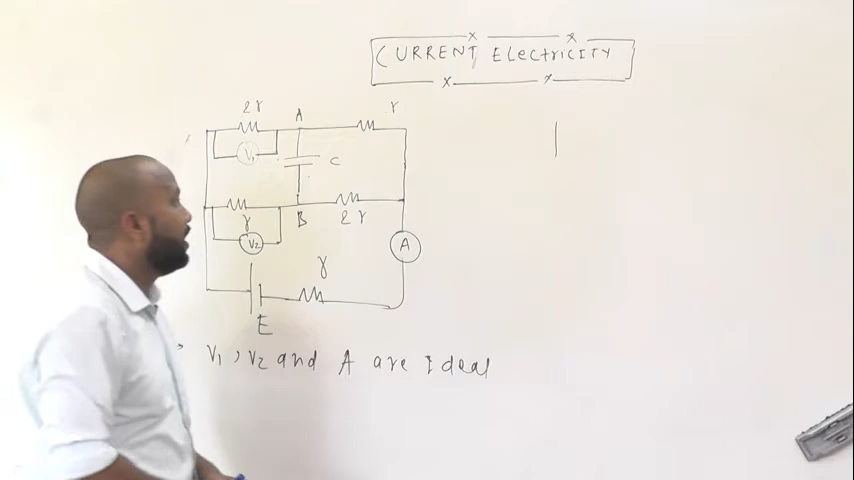 CURRENT ELECTRICITY
2r A r
V1 C
r B 2r
V2 A
r
E
V1, V2 and A are Ideal